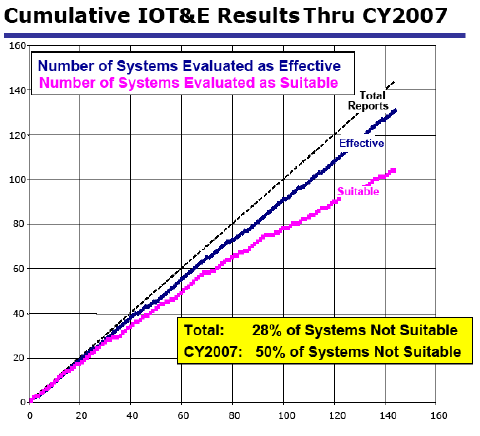 Cumulative IOT&E Results Thru CY2007
160
Number of Systems Evaluated as Effective
Number of Systems Evaluated as Suitable
140
Total
Reports
120
Effective
100
Suitable
80
60
40
Total: 28% of Systems Not Suitable
CY2007: 50% of Systems Not Suitable
20
0
0 20 40 60 80 100 120 140 160